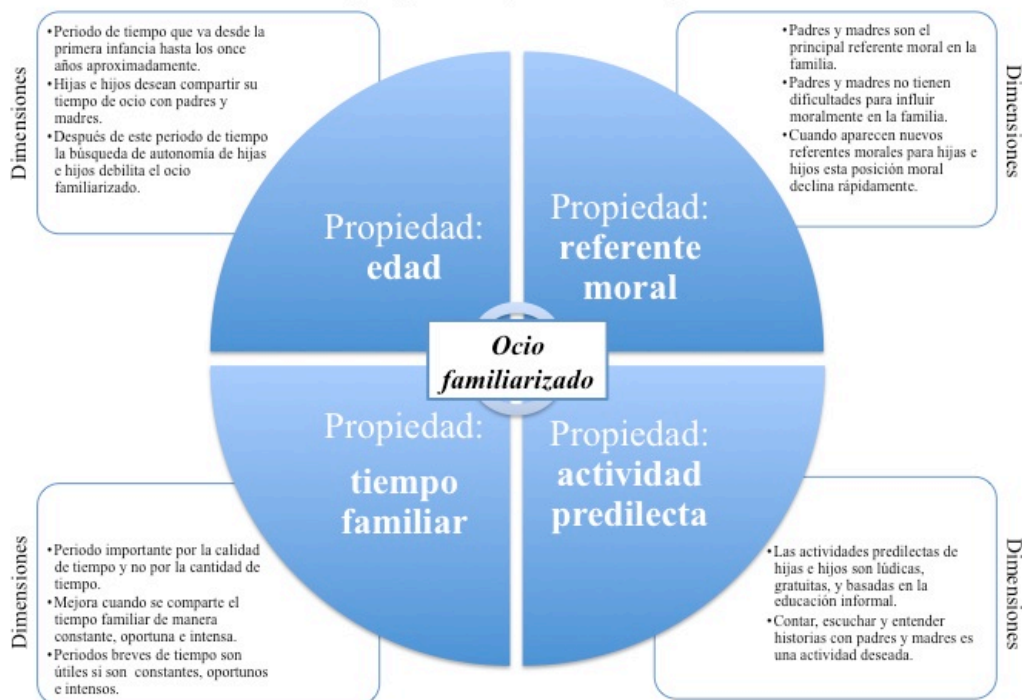 Dimensiones
•Periodo de tiempo que va desde la
primera infancia hasta los once
años aproximadamente.
•Hijas e hijos desean compartir su
tiempo de ocio con padres y
madres.
•Después de este periodo de tiempo
la búsqueda de autonomía de hijas
e hijos debilita el ocio
familiarizado.
Propiedad:
edad
•Padres y madres son el
principal referente moral en la
familia.
•Padres y madres no tienen
dificultades para influir
moralmente en la familia.
•Cuando aparecen nuevos
referentes morales para hijas e
hijos esta posición moral
declina rápidamente.
Dimensiones
Propiedad:
referente
moral
Ocio
familiarizado
Dimensiones
•Periodo importante por la calidad
de tiempo y no por la cantidad de
tiempo.
•Mejora cuando se comparte el
tiempo familiar de manera
constante, oportuna e intensa.
•Periodos breves de tiempo son
útiles si son constantes, oportunos
e intensos.
Propiedad:
tiempo
familiar
Propiedad:
actividad
predilecta
•Las actividades predilectas de
hijas e hijos son lúdicas,
gratuitas, y basadas en la
educación informal.
•Contar, escuchar y entender
historias con padres y madres es
una actividad deseada.
Dimensiones